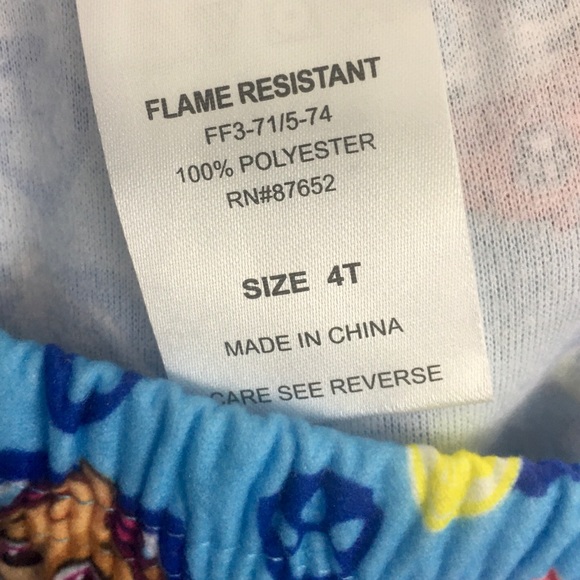 FLAME RESISTANT
FF3-71/5-74
100% POLYESTER
RN#87652
SIZE 4T
MADE IN CHINA
CARE SEE REVERSE